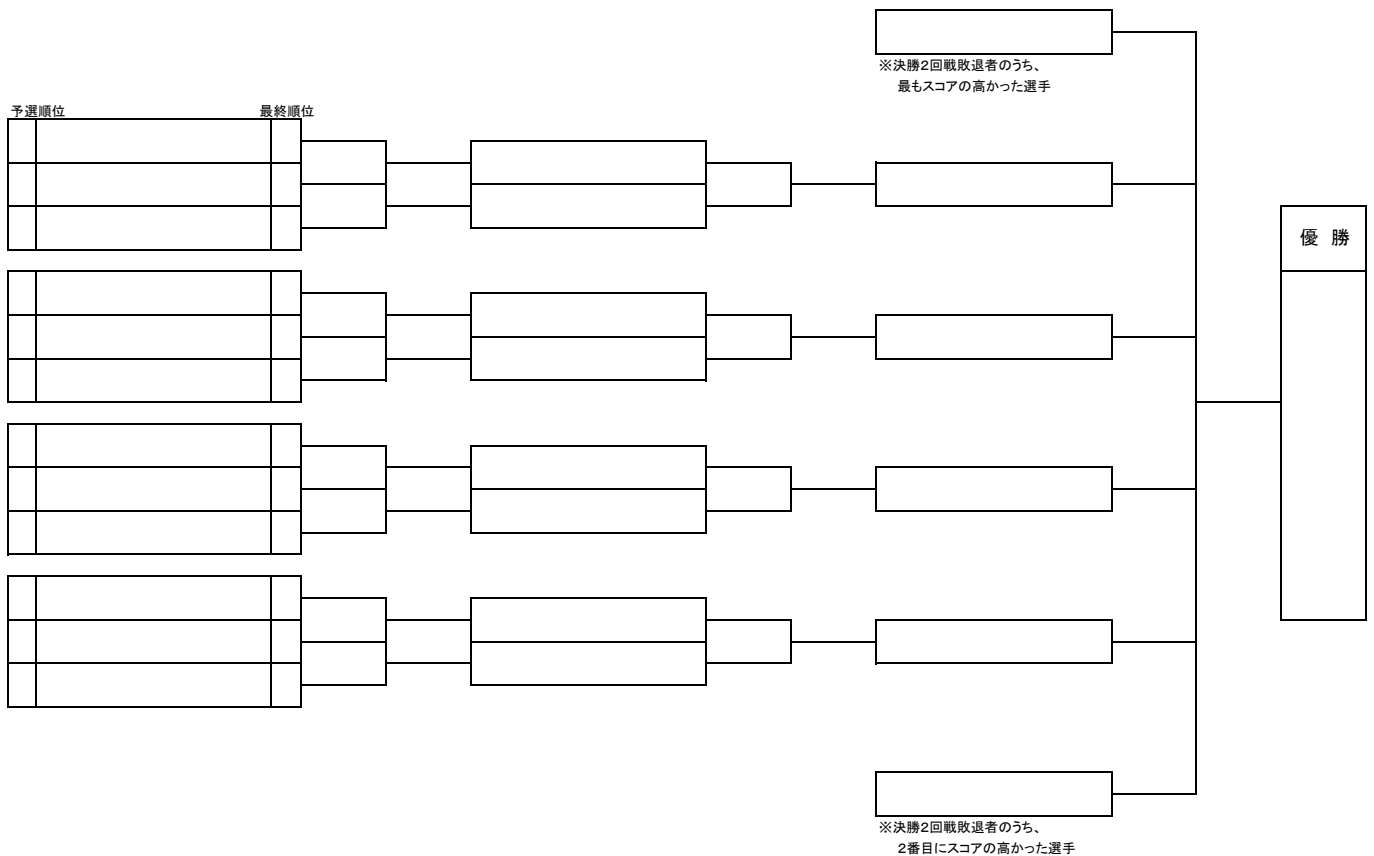 ※決勝2回戦敗退者のうち、
最もスコアの高かった選手
予選順位
最終順位
優 勝
※決勝2回戦敗退者のうち、
2番目にスコアの高かった選手